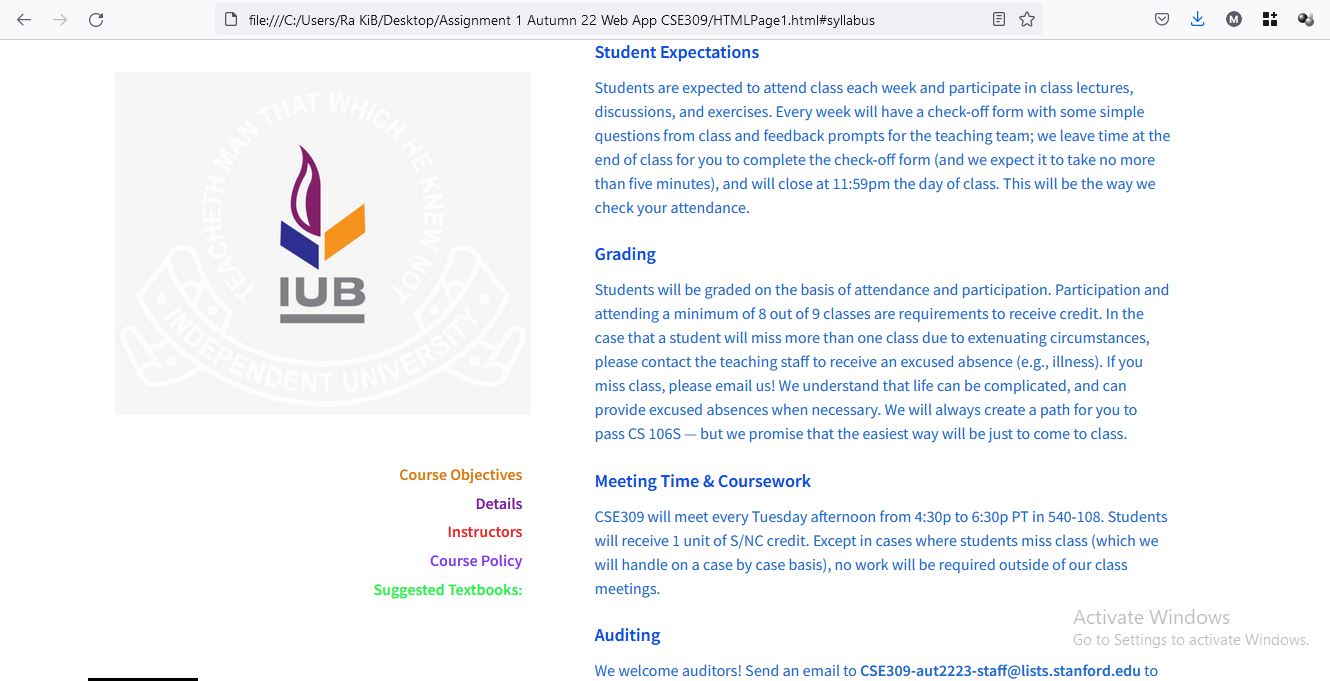 file:///C:/Users/Ra KiB/Desktop/Assignment 1 Autumn 22 Web App CSE309/HTMLPage1.html#syllabus
M
TEACHETH MAN THAT WHICH HE KNEW NOT
IUB
INDEPENDENT UNIVERSITY
Course Objectives
Details
Instructors
Course Policy
Suggested Textbooks:
Student Expectations
Students are expected to attend class each week and participate in class lectures,
discussions, and exercises. Every week will have a check-off form with some simple
questions from class and feedback prompts for the teaching team; we leave time at the
end of class for you to complete the check-off form (and we expect it to take no more
than five minutes), and will close at 11:59pm the day of class. This will be the way we
check your attendance.
Grading
Students will be graded on the basis of attendance and participation. Participation and
attending a minimum of 8 out of 9 classes are requirements to receive credit. In the
case that a student will miss more than one class due to extenuating circumstances,
please contact the teaching staff to receive an excused absence (e.g., illness). If you
miss class, please email us! We understand that life can be complicated, and can
provide excused absences when necessary. We will always create a path for you to
pass CS 106S — but we promise that the easiest way will be just to come to class.
Meeting Time & Coursework
CSE309 will meet every Tuesday afternoon from 4:30p to 6:30p PT in 540-108. Students
will receive 1 unit of S/NC credit. Except in cases where students miss class (which we
will handle on a case by case basis), no work will be required outside of our class
meetings.
Auditing
We welcome auditors! Send an email to CSE309-aut2223-staff@lists.stanford.edu to
Activate Windows
Go to Settings to activate Windows.